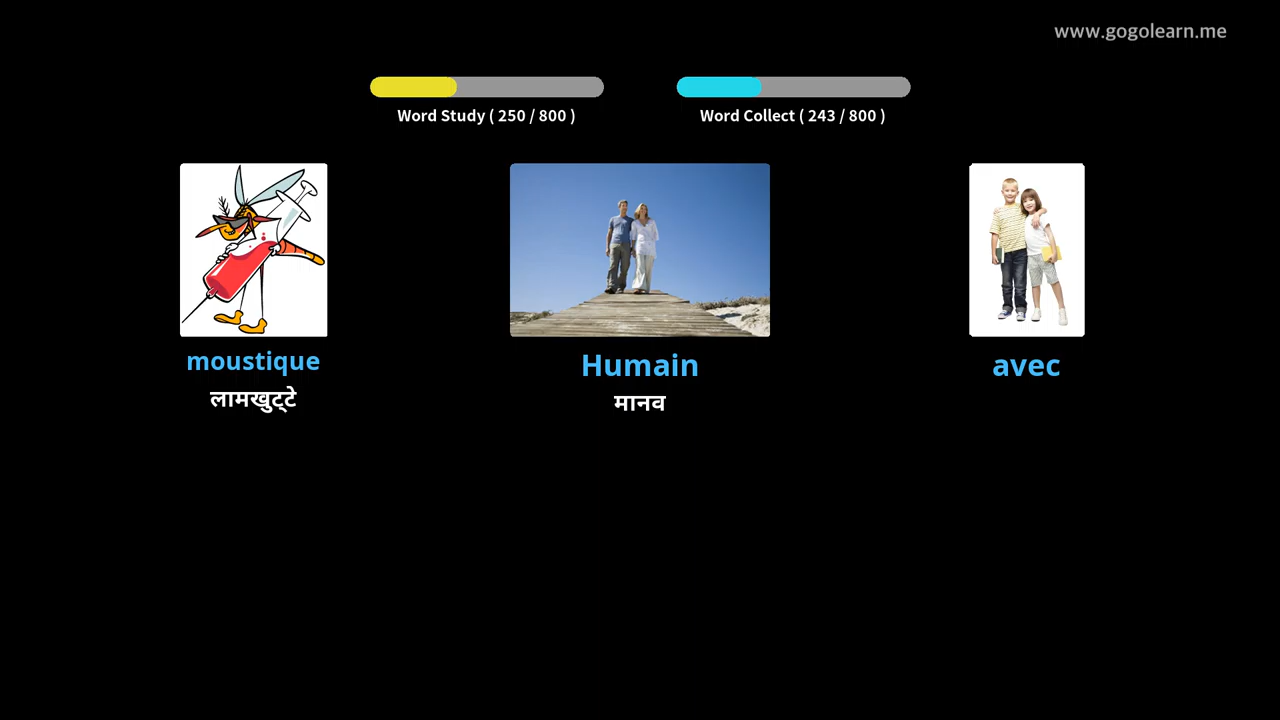 www.gogolearn.me
Word Study ( 250 / 800 )
Word Collect ( 243 / 800 )
moustique
Humain
avec
लामखुट्टे
मानव